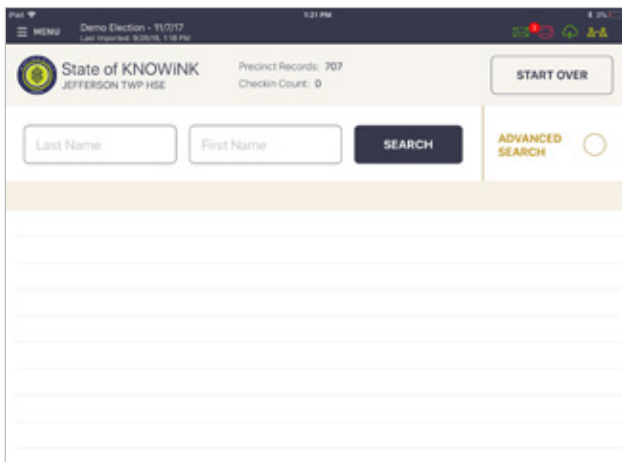 iPad
1:21 PM
MENU
Demo Election - 11/7/17
Last Imported: 9/26/18, 1:18 PM
3
State of KNOWiNK
JEFFERSON TWP HSE
Precinct Records: 707
Checkin Count: 0
START OVER
Last Name
First Name
SEARCH
ADVANCED
SEARCH